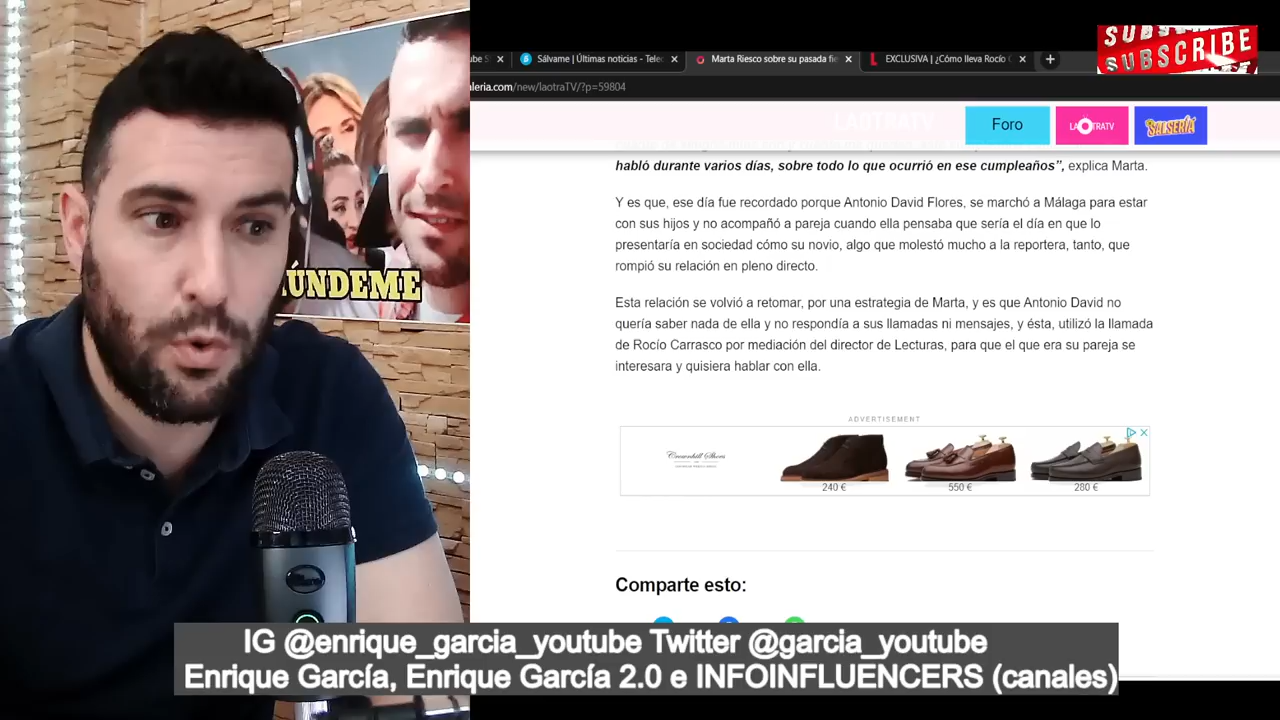 SUBSCRIBE
SUBSCRIBE
Sálvame | Últimas noticias - Telec
Marta Riesco sobre su pasada fie
EXCLUSIVA | ¿Cómo lleva Rocío C
aleria.com/new/laotraTV/?p=59804
LAOTRATV
Foro
LAOTRATV
SALSERÍA
habló durante varios días, sobre todo lo que ocurrió en ese cumpleaños", explica Marta.
Y es que, ese día fue recordado porque Antonio David Flores, se marchó a Málaga para estar
con sus hijos y no acompañó a pareja cuando ella pensaba que sería el día en que lo
presentaría en sociedad cómo su novio, algo que molestó mucho a la reportera, tanto, que
rompió su relación en pleno directo.
Esta relación se volvió a retomar, por una estrategia de Marta, y es que Antonio David no
quería saber nada de ella y no respondía a sus llamadas ni mensajes, y ésta, utilizó la llamada
de Rocío Carrasco por mediación del director de Lecturas, para que el que era su pareja se
interesara y quisiera hablar con ella.
ADVERTISEMENT
Crownhill Shoes
240 €
550 €
280 €
Comparte esto:
ÚNDEME
IG @enrique_garcia_youtube Twitter @garcia_youtube
Enrique García, Enrique García 2.0 e INFOINFLUENCERS (canales)